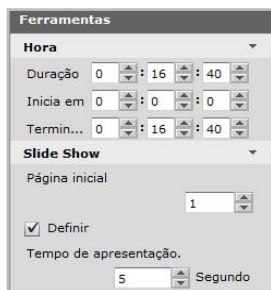 Ferramentas
Hora
Duração 0 : 16 : 40
Inicia em 0 : 0 : 0
Termin... 0 : 16 : 40
Slide Show
Página inicial
1
Definir
Tempo de apresentação.
5 Segundo